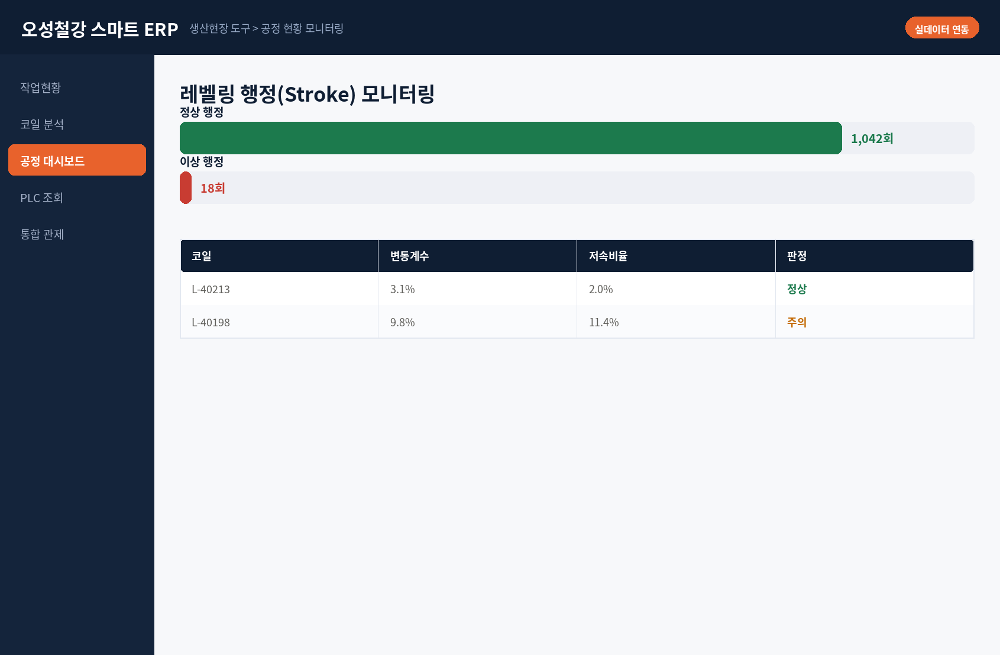 오성철강 스마트 ERP 생산현장 도구 > 공정 현황 모니터링 실데이터 연동
작업현황
코일 분석
공정 대시보드
PLC 조회
통합 관제
레벨링 행정(Stroke) 모니터링
정상 행정
1,042회
이상 행정
18회
코일 변동계수 저속비율 판정
L-40213 3.1% 2.0% 정상
L-40198 9.8% 11.4% 주의